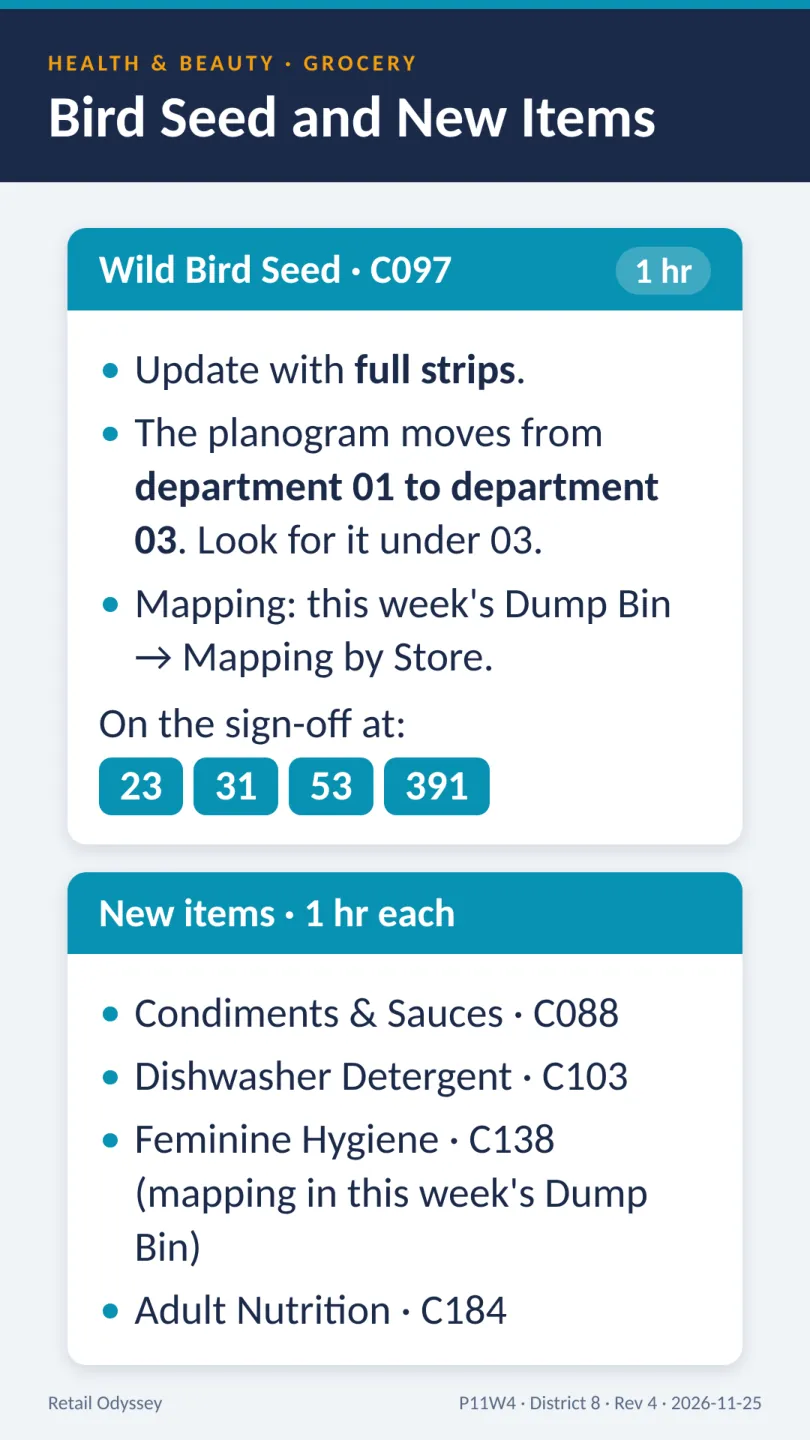 HEALTH & BEAUTY · GROCERY
Bird Seed and New Items
Wild Bird Seed · C097
1 hr
• Update with full strips.
• The planogram moves from
department 01 to department
03. Look for it under 03.
• Mapping: this week's Dump Bin
→ Mapping by Store.
On the sign-off at:
23 31 53 391
New items · 1 hr each
• Condiments & Sauces · C088
• Dishwasher Detergent · C103
• Feminine Hygiene · C138
(mapping in this week's Dump
Bin)
• Adult Nutrition · C184
Retail Odyssey
P11W4 · District 8 · Rev 4 · 2026-11-25